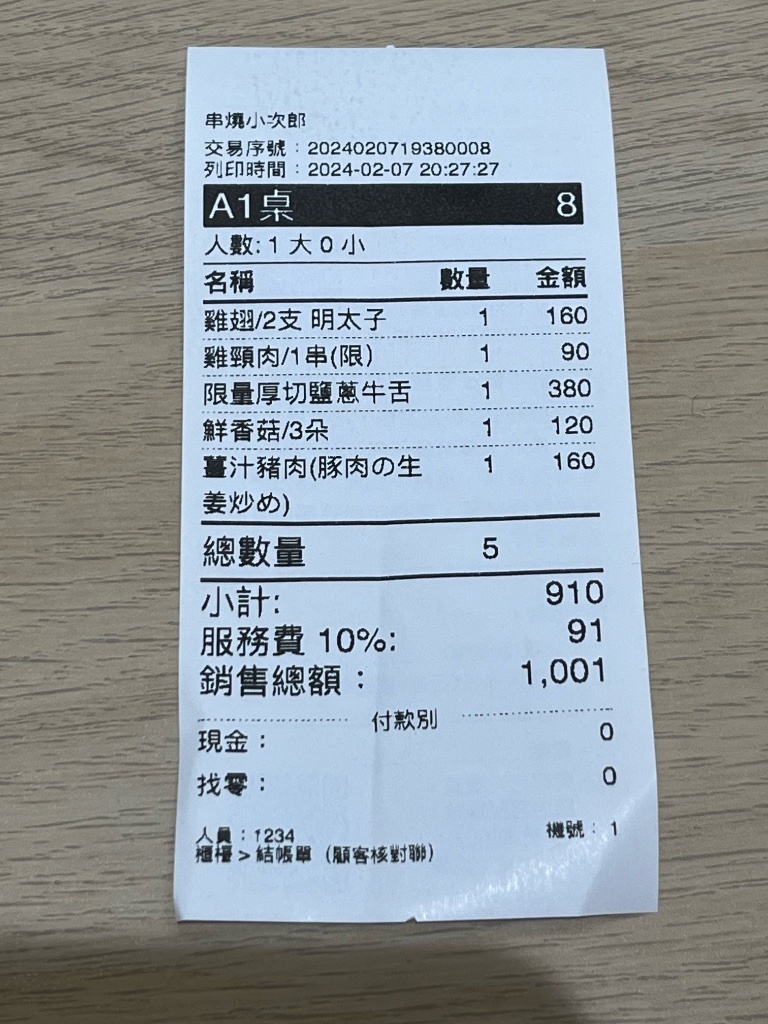 串燒小次郎
交易序號：2024020719380008
列印時間：2024-02-07 20:27:27
A1桌 8
人數: 1 大 0 小
名稱 數量 金額
雞翅/2支 明太子 1 160
雞頸肉/1串(限) 1 90
限量厚切鹽蔥牛舌 1 380
鮮香菇/3朵 1 120
薑汁豬肉(豚肉の生 1 160
姜炒め)
總數量 5
小計: 910
服務費 10%: 91
銷售總額： 1,001
付款別
現金： 0
找零： 0
人員：1234 機號：1
櫃檯 > 結帳單（顧客核對聯）